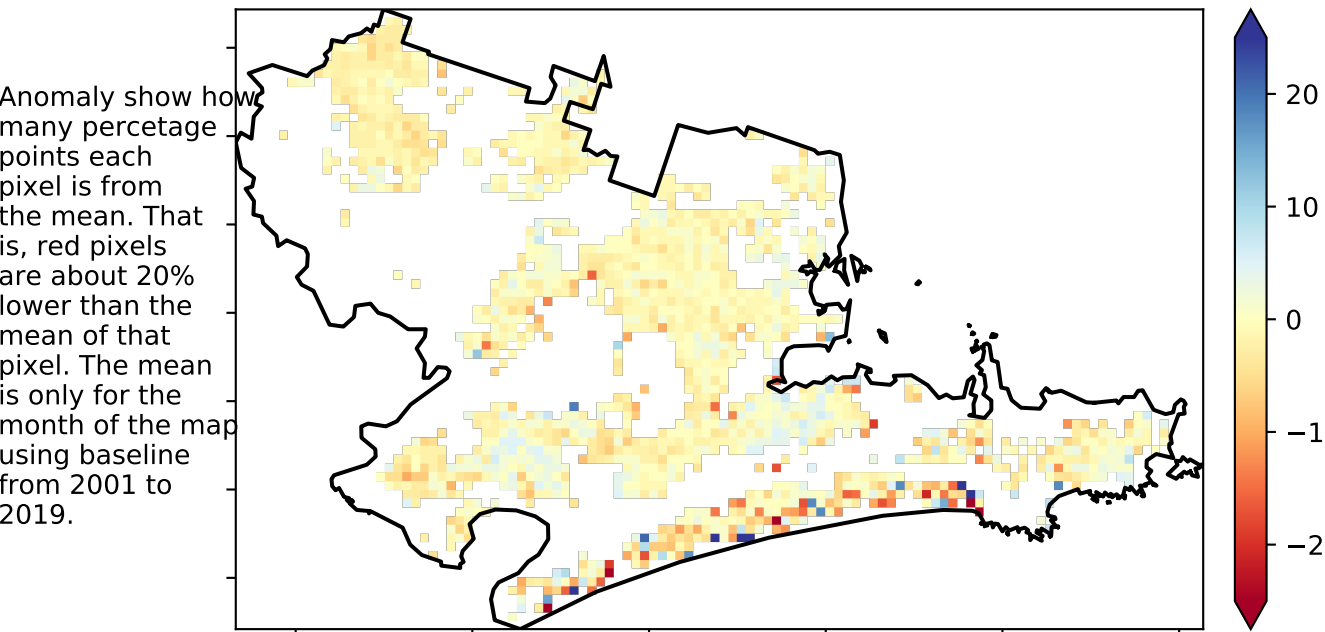 Anomaly show how
many percetage
points each
pixel is from
the mean. That
is, red pixels
are about 20%
lower than the
mean of that
pixel. The mean
is only for the
month of the map
using baseline
from 2001 to
2019.
20
10
0
−1
−2